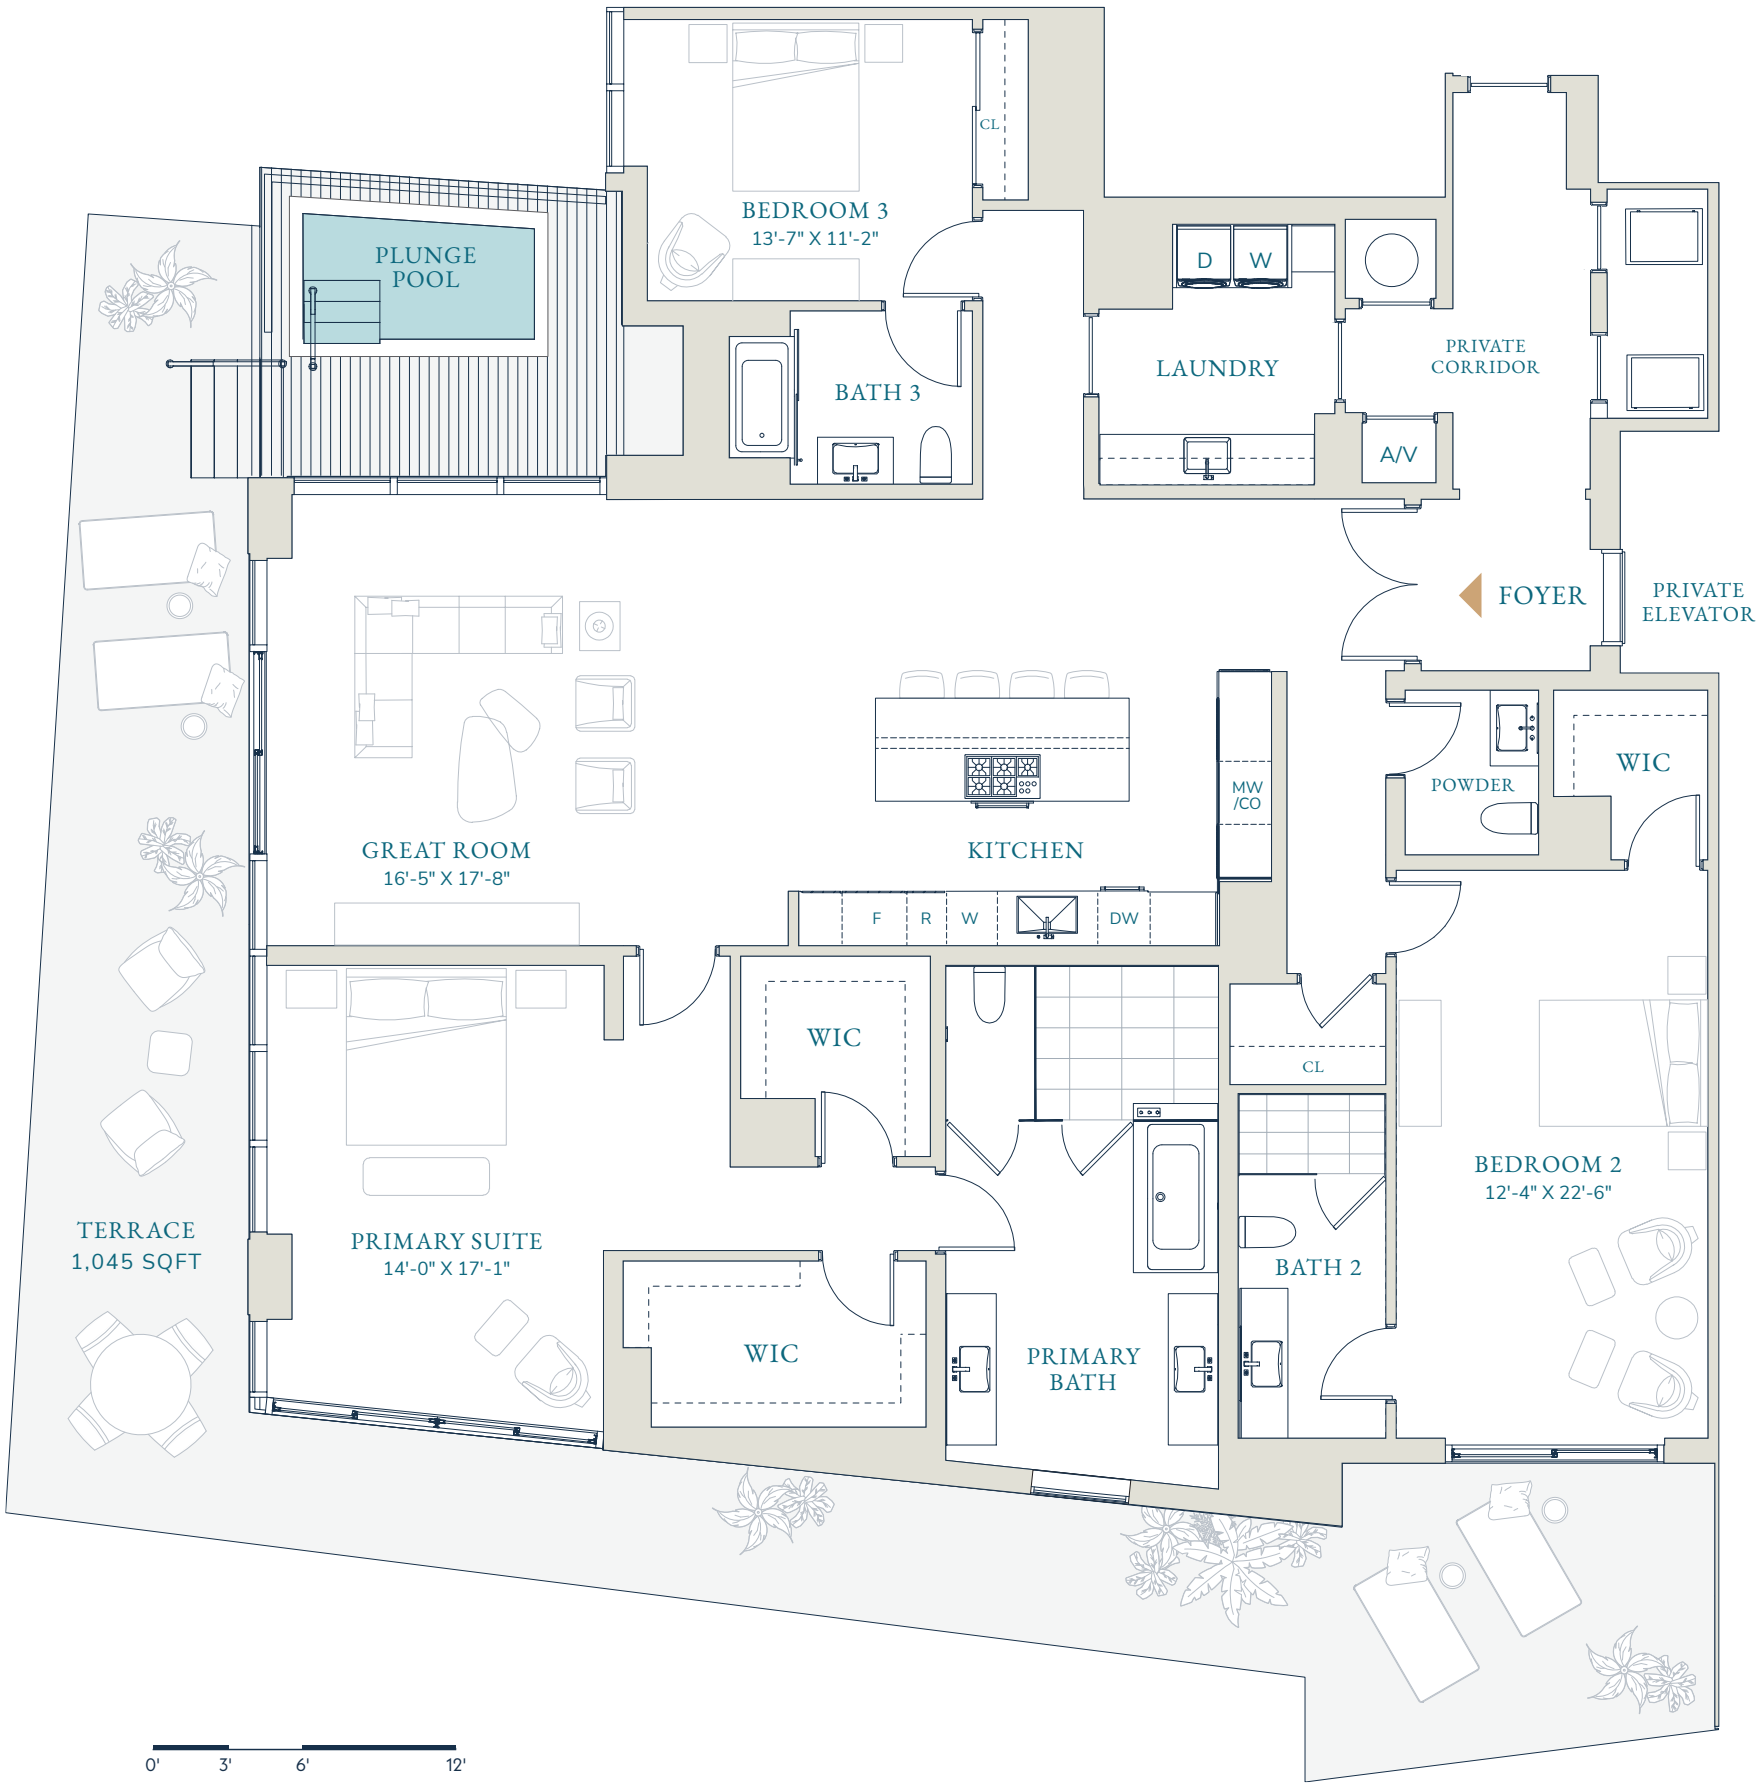 CL
BEDROOM 3
13'-7" X 11'-2"
PLUNGE
POOL
D
W
LAUNDRY
PRIVATE
CORRIDOR
BATH 3
A/V
FOYER
PRIVATE
ELEVATOR
MW
/CO
POWDER
WIC
GREAT ROOM
16'-5" X 17'-8"
KITCHEN
F
R
W
DW
WIC
CL
BEDROOM 2
12'-4" X 22'-6"
TERRACE
1,045 SQFT
PRIMARY SUITE
14'-0" X 17'-1"
BATH 2
WIC
PRIMARY
BATH
0'
3'
6'
12'